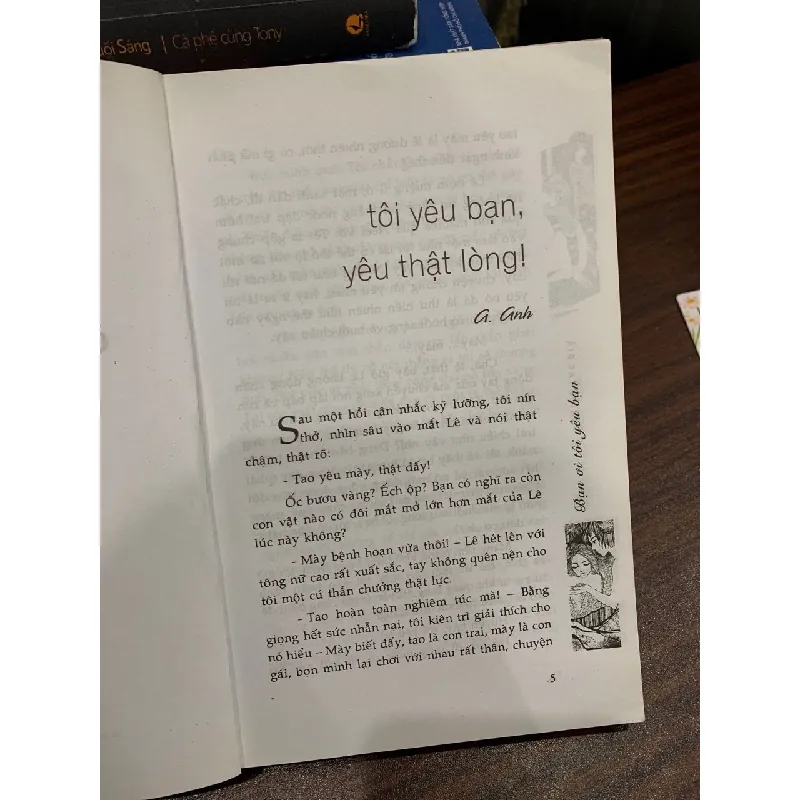 uối Sáng | Cà phê cùng Tony
tôi yêu bạn,
yêu thật lòng!
A. Anh
Sau một hồi cân nhắc kỹ lưỡng, tôi nín
thở, nhìn sâu vào mắt Lê và nói thật
chậm, thật rõ:
- Tao yêu mày, thật đấy!
Ốc bươu vàng? Ếch ộp? Bạn có nghĩ ra còn
con vật nào có đôi mắt mở lớn hơn mắt của Lê
lúc này không?
- Mày bệnh hoạn vừa thôi! – Lê hét lên với
tông nữ cao rất xuất sắc, tay không quên nện cho
tôi một cú thần chưởng thật lực.
- Tao hoàn toàn nghiêm túc mà! – Bằng
giọng hết sức nhẫn nại, tôi kiên trì giải thích cho
nó hiểu – Mày biết đấy, tao là con trai, mày là con
gái, bọn mình lại chơi với nhau rất thân, chuyện
Bạn ơi tôi yêu bạn
5